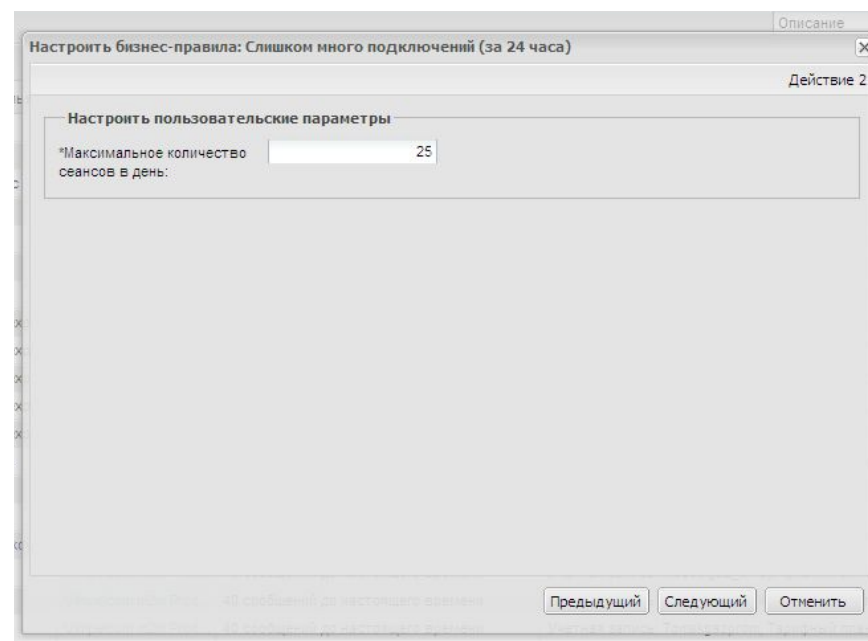 Описание
Настроить бизнес-правила: Слишком много подключений (за 24 часа)
Действие 2
Настроить пользовательские параметры
*Максимальное количество
сеансов в день:
25
40 сообщений до настоящего времени
Предыдущий
Следующий
Отменить
40 сообщений до настоящего времени